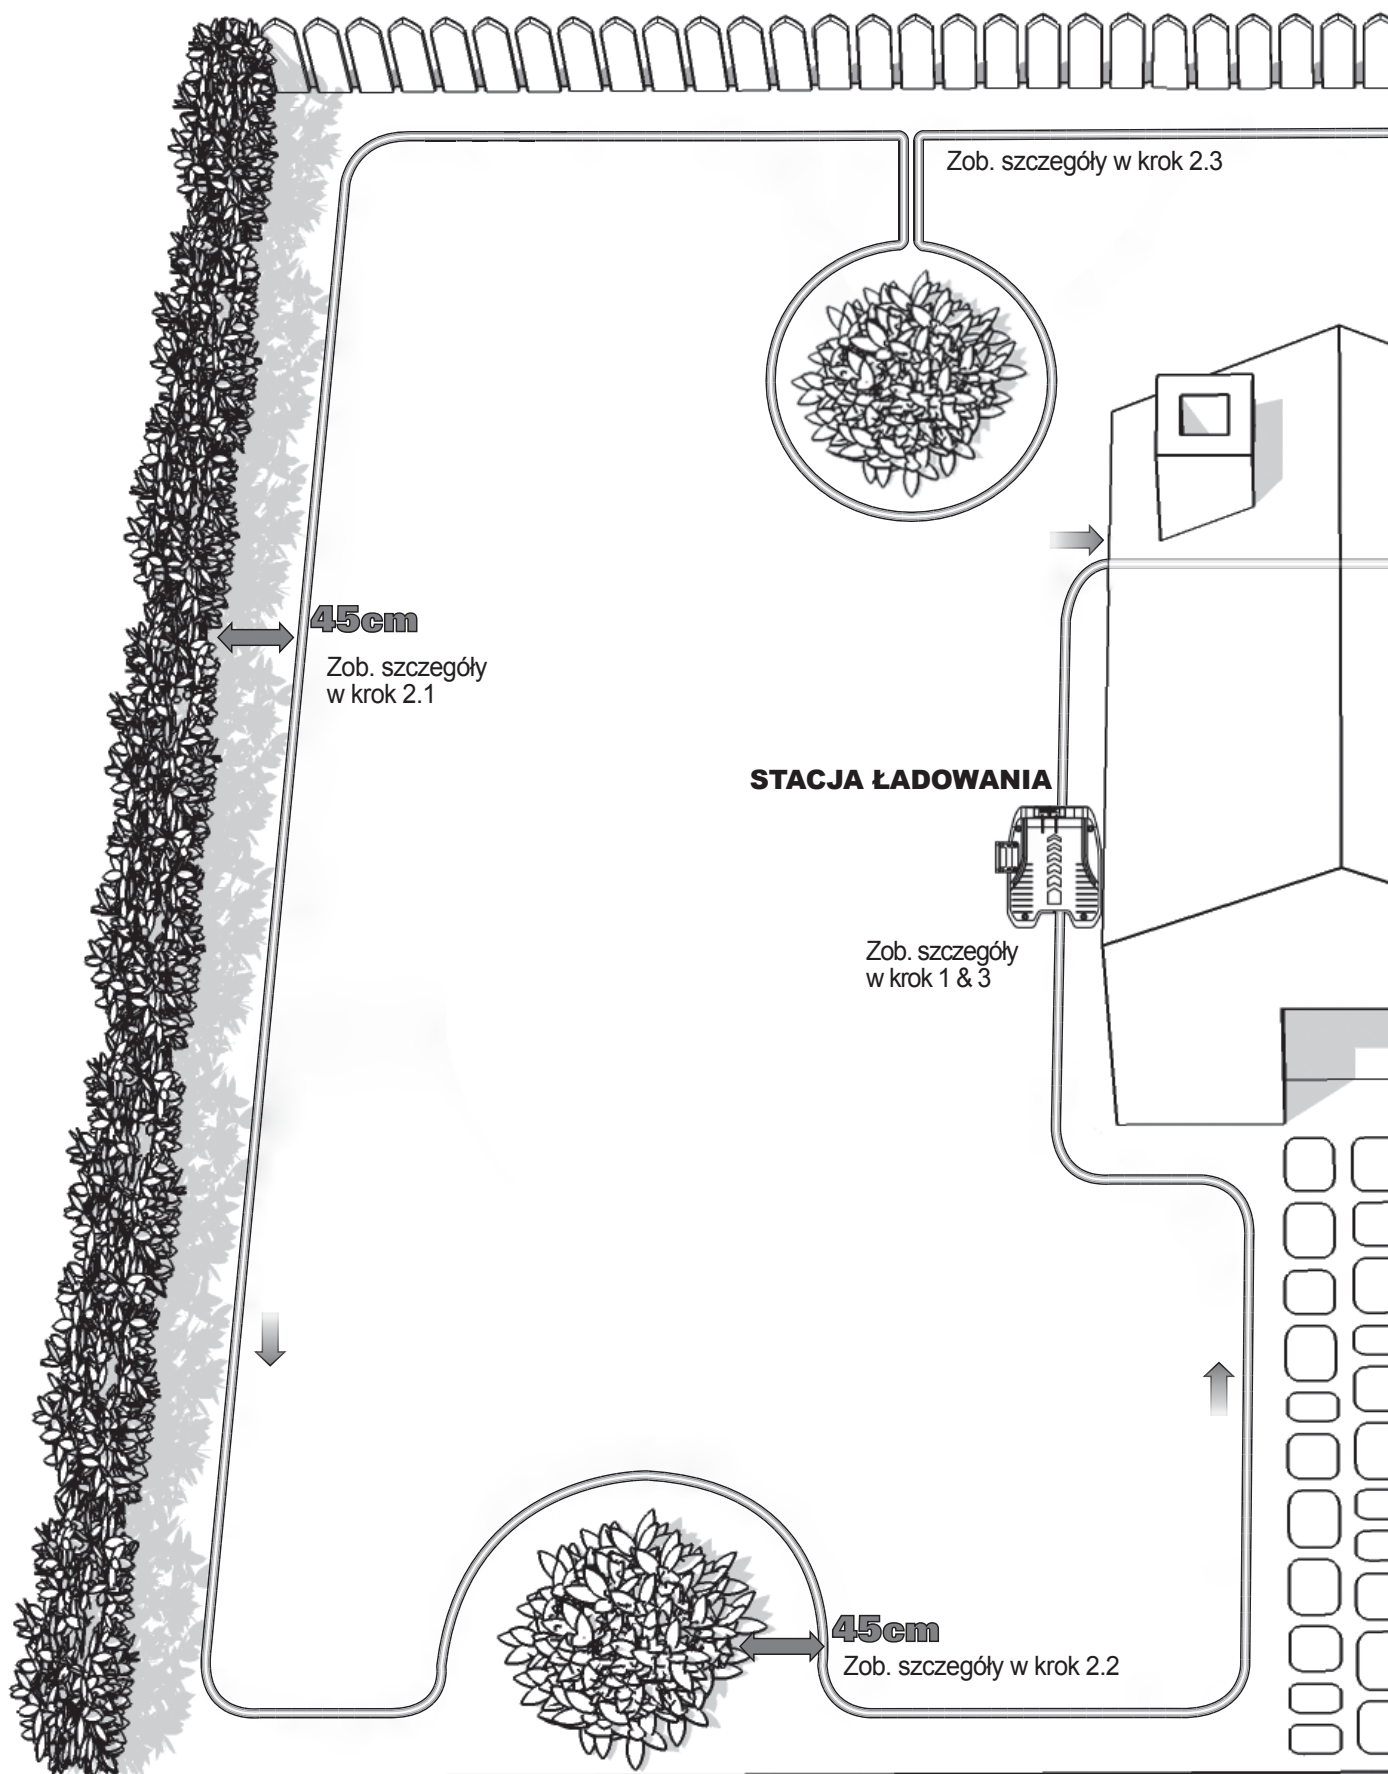 Zob. szczegóły w krok 2.3
45cm
Zob. szczegóły
w krok 2.1
STACJA ŁADOWANIA
Zob. szczegóły
w krok 1 & 3
45cm
Zob. szczegóły w krok 2.2